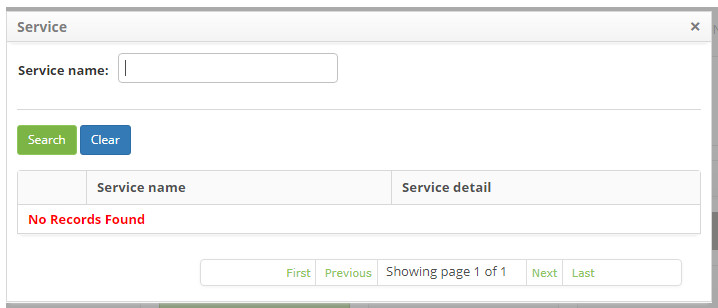 Service ×
Service name:
Search Clear
Service name Service detail
No Records Found
First Previous Showing page 1 of 1 Next Last